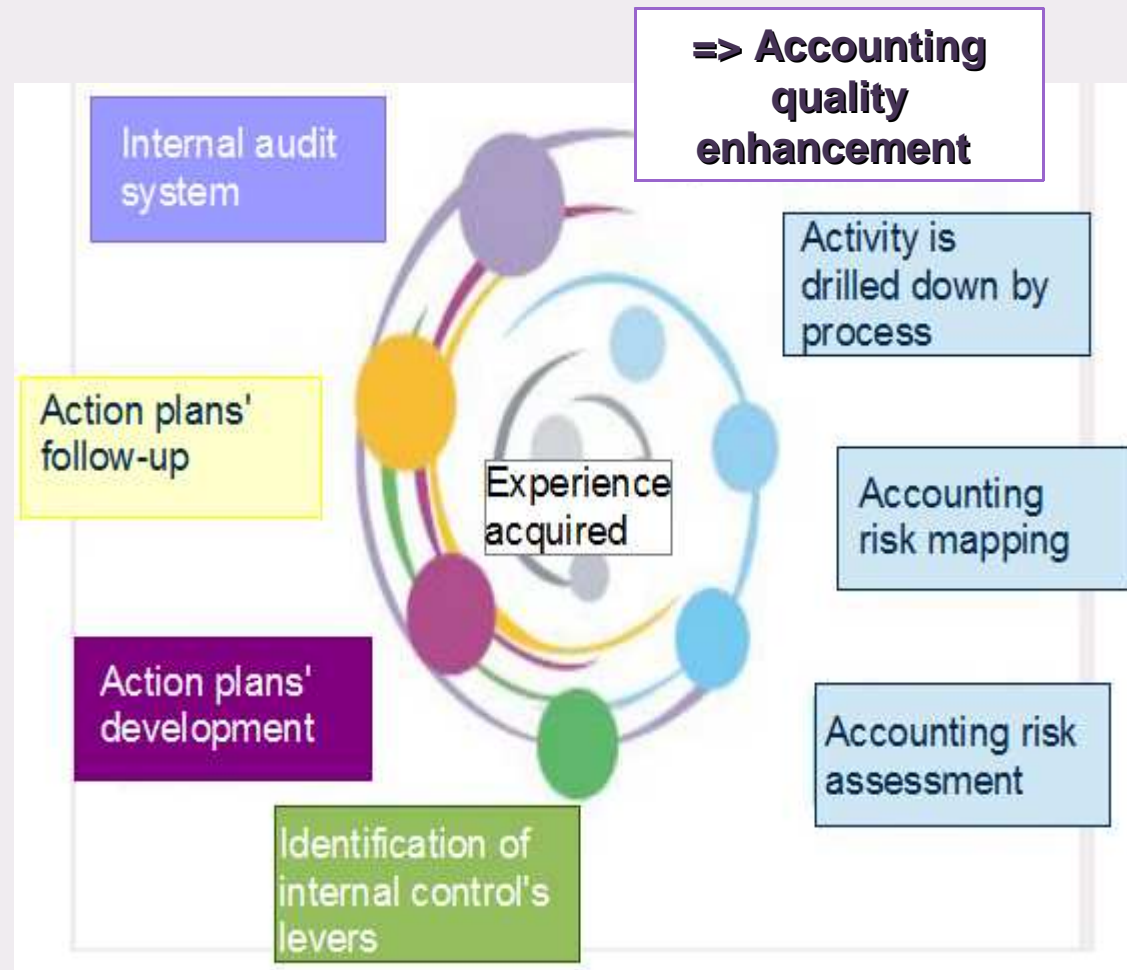 => Accounting
quality
enhancement
Internal audit
system
Activity is
drilled down by
process
Action plans'
follow-up
Experience
acquired
Accounting
risk mapping
Action plans'
development
Accounting risk
assessment
Identification of
internal control's
levers